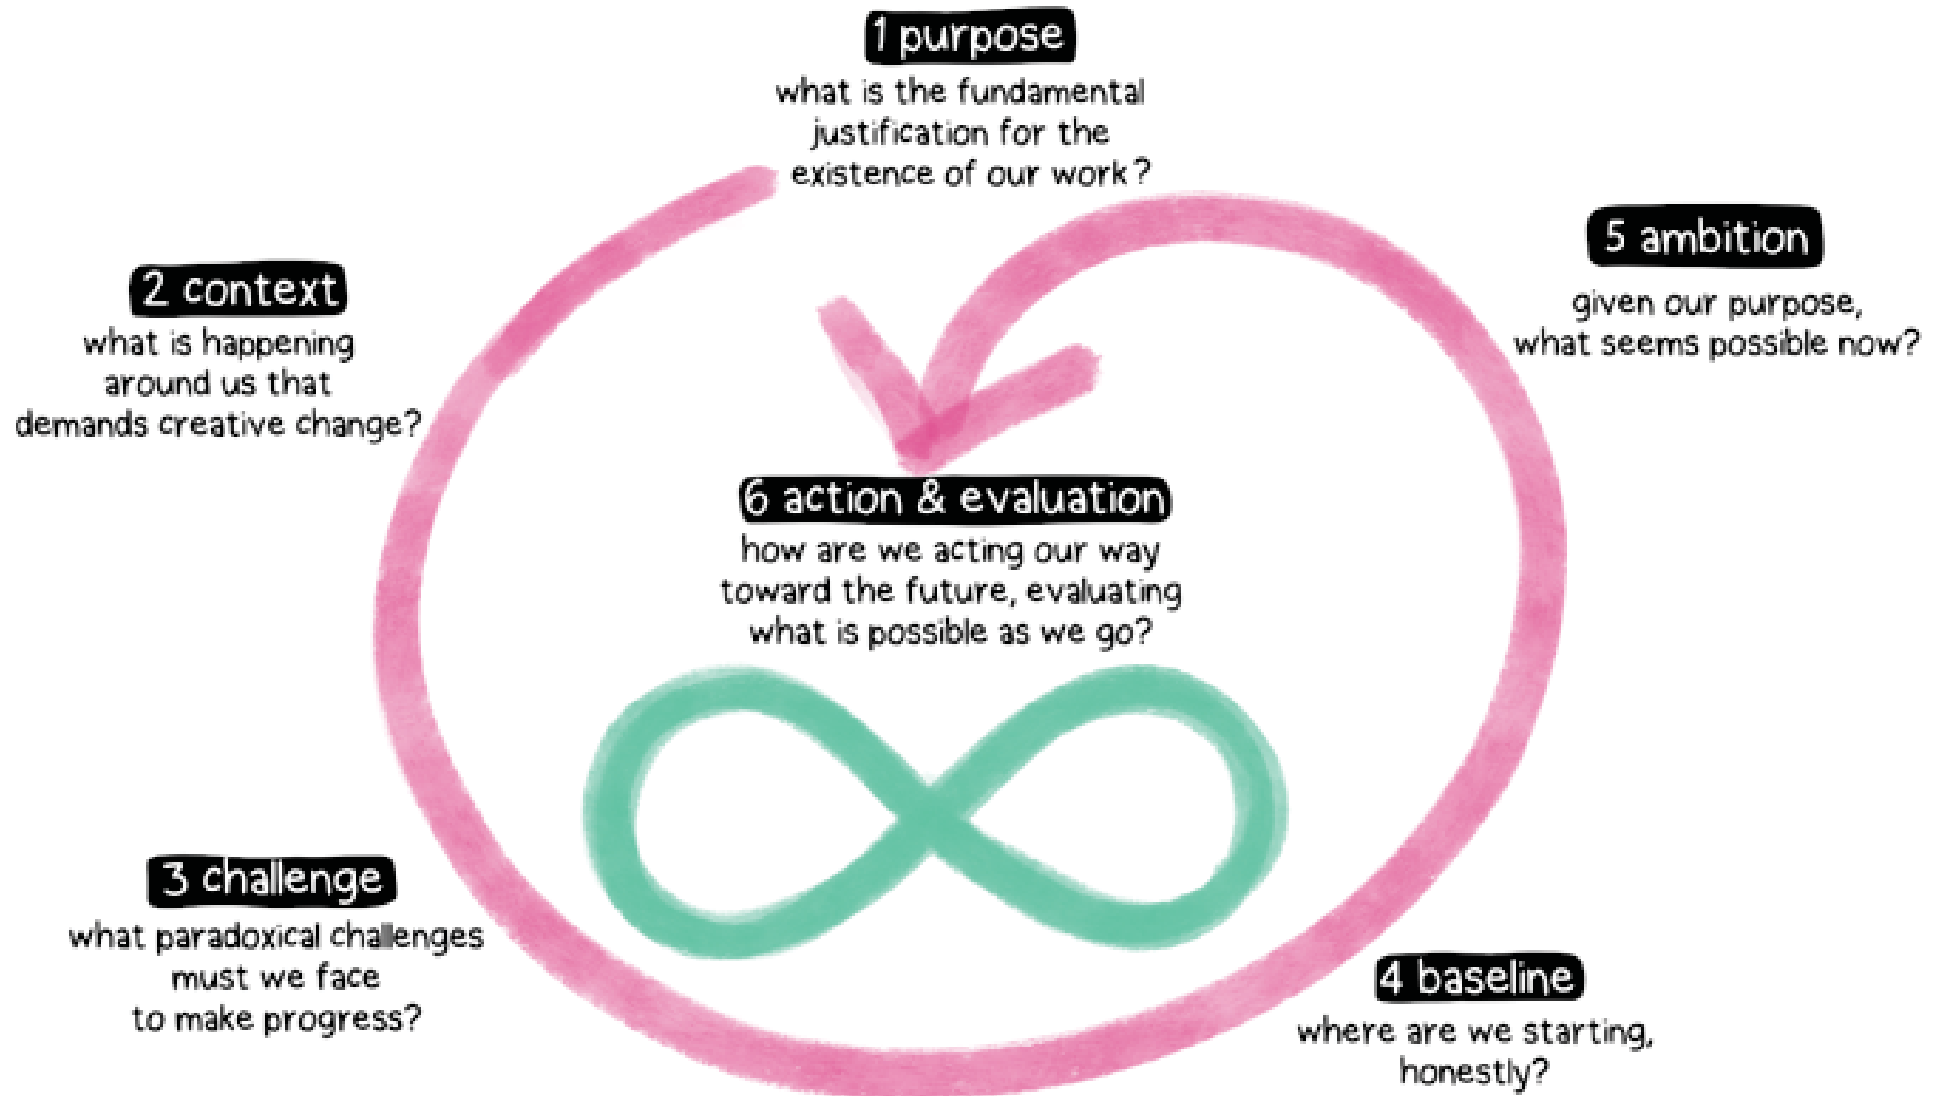 1 purpose
what is the fundamental
justification for the
existence of our work?
2 context
what is happening
around us that
demands creative change?
3 challenge
what paradoxical challenges
must we face
to make progress?
4 baseline
where are we starting,
honestly?
5 ambition
given our purpose,
what seems possible now?
6 action & evaluation
how are we acting our way
toward the future, evaluating
what is possible as we go?